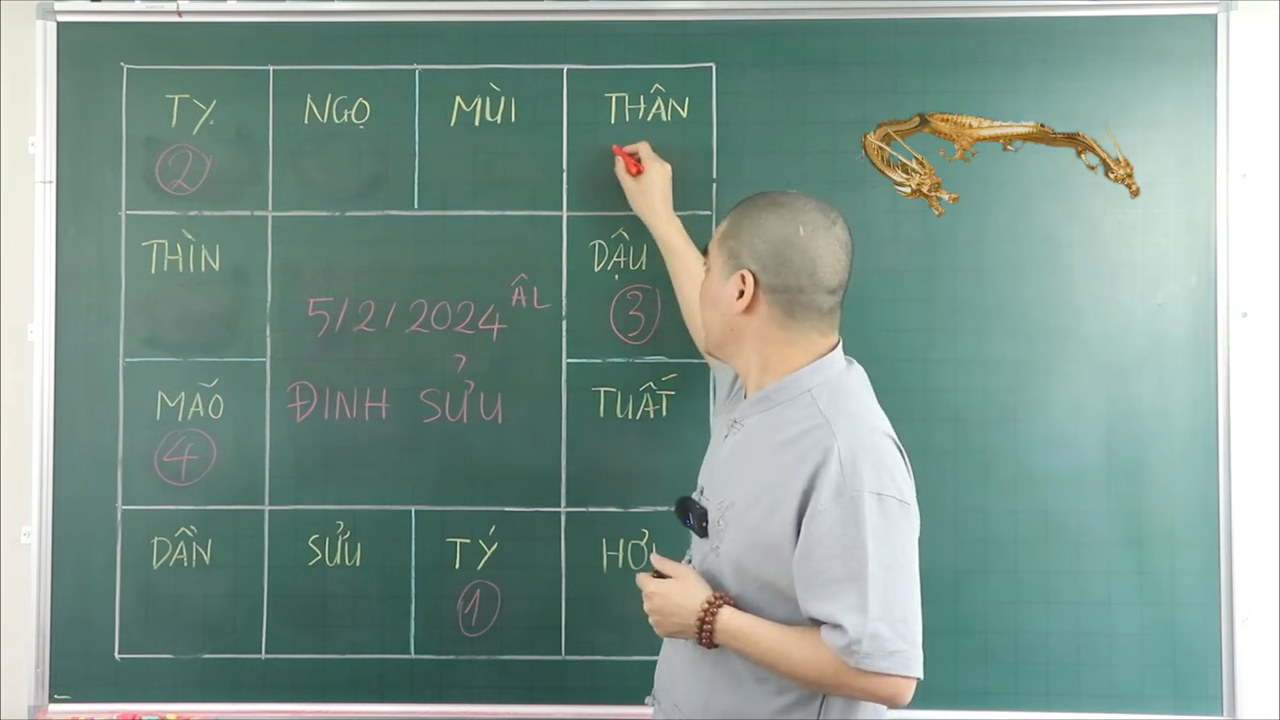 TỴ NGỌ MÙI THÂN
②
THÌN DẬU
5/2/2024 ÂL ③
ĐINH SỬU
MÃO TUẤT
④
DẦN SỬU TÝ HỢI
①